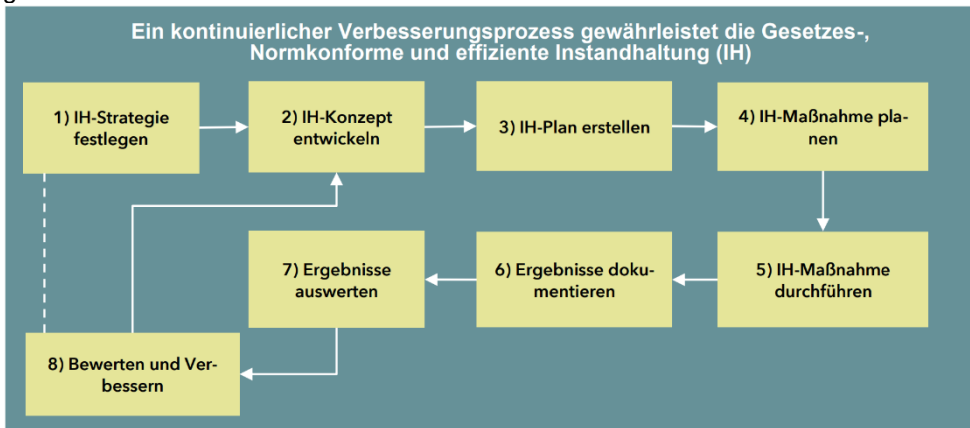 Ein kontinuierlicher Verbesserungsprozess gewährleistet die Gesetzes-,
Normkonforme und effiziente Instandhaltung (IH)
1) IH-Strategie
festlegen
2) IH-Konzept
entwickeln
3) IH-Plan erstellen
4) IH-Maßnahme pla-
nen
5) IH-Maßnahme
durchführen
6) Ergebnisse doku-
mentieren
7) Ergebnisse
auswerten
8) Bewerten und Ver-
bessern